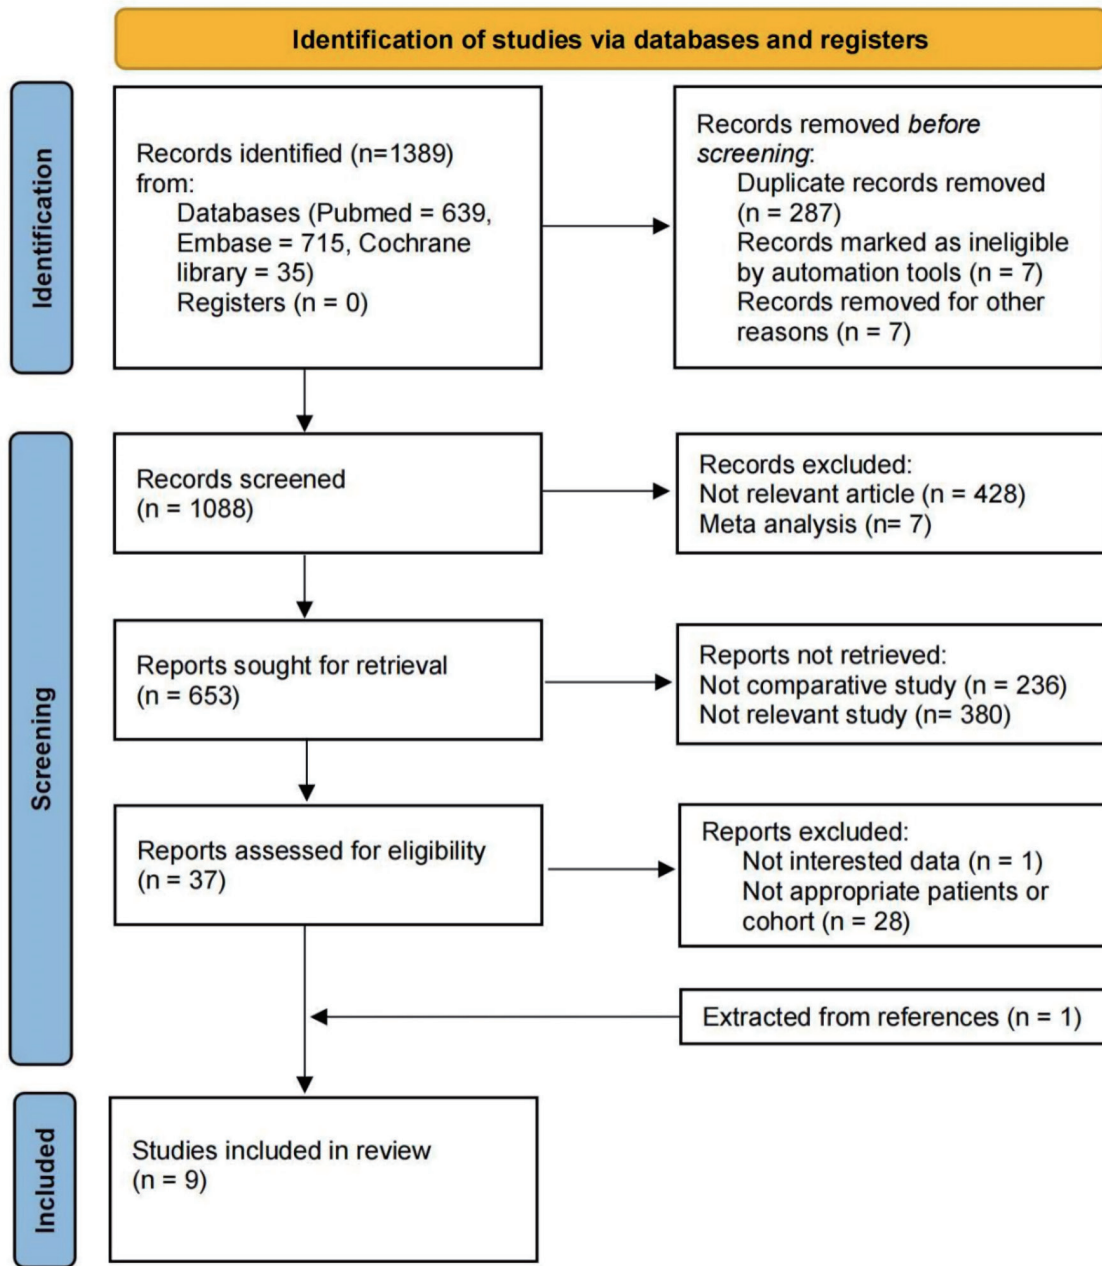 Identification of studies via databases and registers
Identification
Records identified (n=1389)
from:
Databases (Pubmed = 639,
Embase = 715, Cochrane
library = 35)
Registers (n = 0)
Records removed before
screening:
Duplicate records removed
(n = 287)
Records marked as ineligible
by automation tools (n = 7)
Records removed for other
reasons (n = 7)
Screening
Records screened
(n = 1088)
Records excluded:
Not relevant article (n = 428)
Meta analysis (n= 7)
Reports sought for retrieval
(n = 653)
Reports not retrieved:
Not comparative study (n = 236)
Not relevant study (n= 380)
Reports assessed for eligibility
(n = 37)
Reports excluded:
Not interested data (n = 1)
Not appropriate patients or
cohort (n = 28)
Extracted from references (n = 1)
Included
Studies included in review
(n = 9)